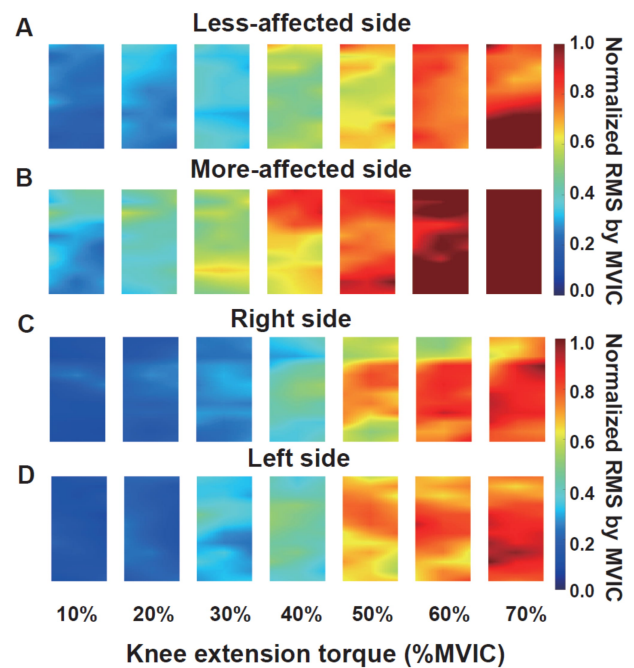 A
Less-affected side
1.0
0.8
0.6
0.4
0.2
0.0
Normalized RMS by MVIC
B
More-affected side
C
Right side
1.0
0.8
0.6
0.4
0.2
0.0
Normalized RMS by MVIC
D
Left side
10% 20% 30% 40% 50% 60% 70%
Knee extension torque (%MVIC)